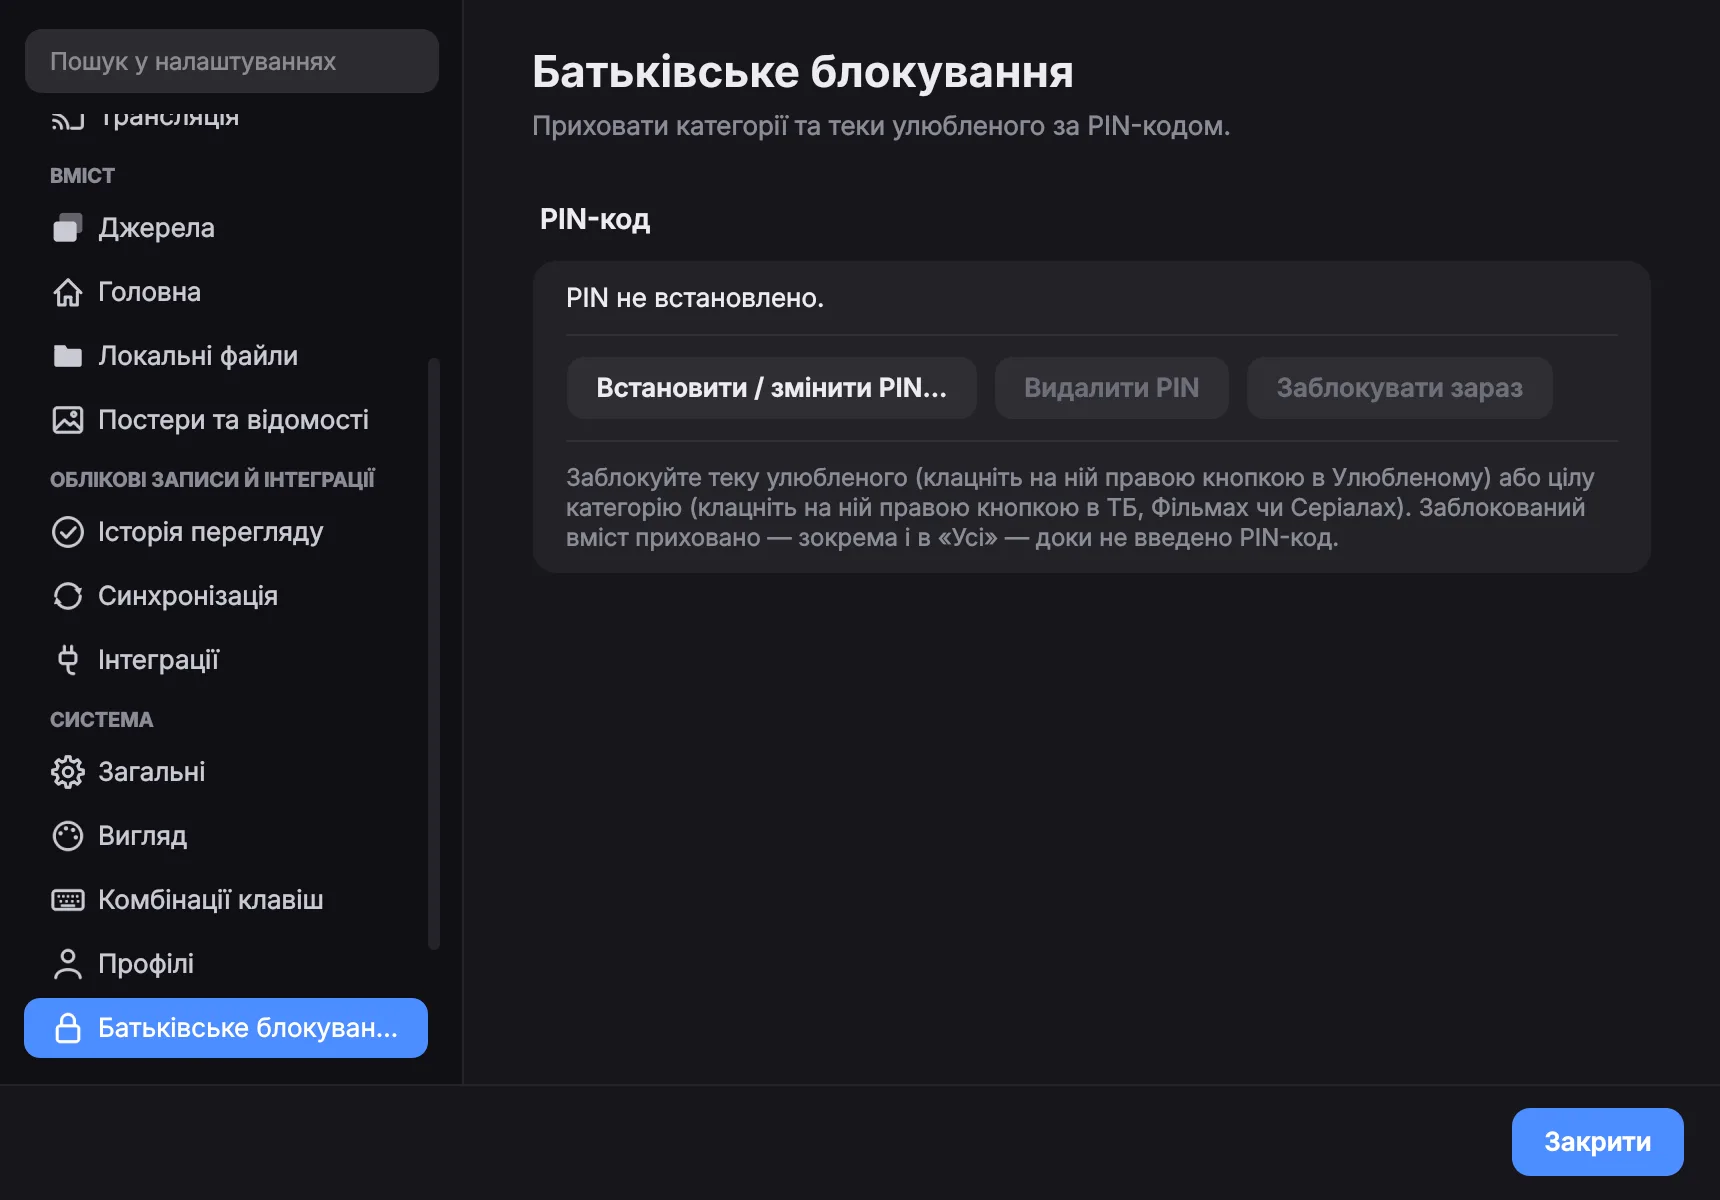 Пошук у налаштуваннях
Трансляція
ВМІСТ
Джерела
Головна
Локальні файли
Постери та відомості
ОБЛІКОВІ ЗАПИСИ Й ІНТЕГРАЦІЇ
Історія перегляду
Синхронізація
Інтеграції
СИСТЕМА
Загальні
Вигляд
Комбінації клавіш
Профілі
Батьківське блокуван...
Батьківське блокування
Приховати категорії та теки улюбленого за PIN-кодом.
PIN-код
PIN не встановлено.
Встановити / змінити PIN...
Видалити PIN
Заблокувати зараз
Заблокуйте теку улюбленого (клацніть на ній правою кнопкою в Улюбленому) або цілу
категорію (клацніть на ній правою кнопкою в ТБ, Фільмах чи Серіалах). Заблокований
вміст приховано — зокрема і в «Усі» — доки не введено PIN-код.
Закрити